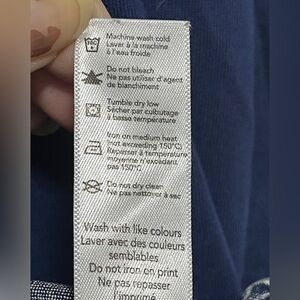 Machine wash cold
Laver à la machine
à l'eau froide
Do not bleach
Ne pas utiliser d'agent
de blanchiment
Tumble dry low
Sécher par culbutage
à basse température
Iron on medium heat
(not exceeding 150°C)
Repasser à température
moyenne n'excédant
pas 150°C
Do not dry clean
Ne pas nettoyer à sec
Wash with like colours
Laver avec des couleurs
semblables
Do not iron on print
Ne pas repasser
l'imprimé